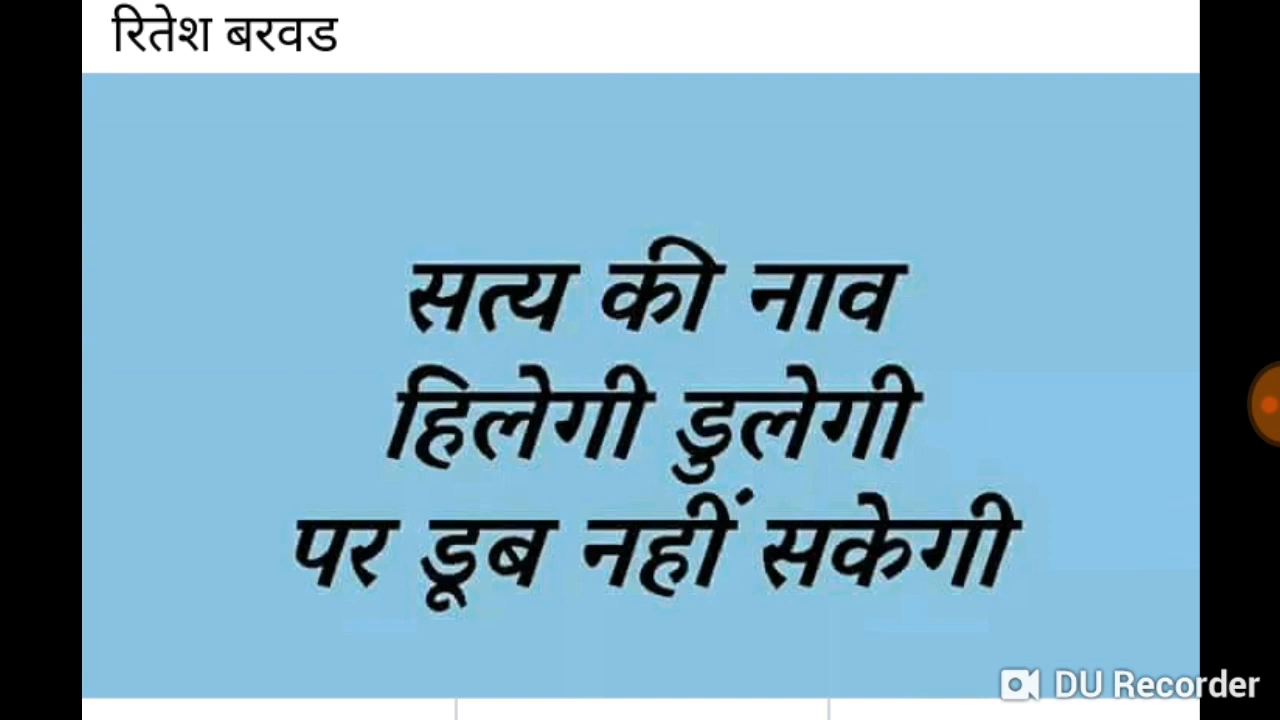 रितेश बरवड
सत्य की नाव
हिलेगी डुलेगी
पर डूब नहीं सकेगी
DU Recorder